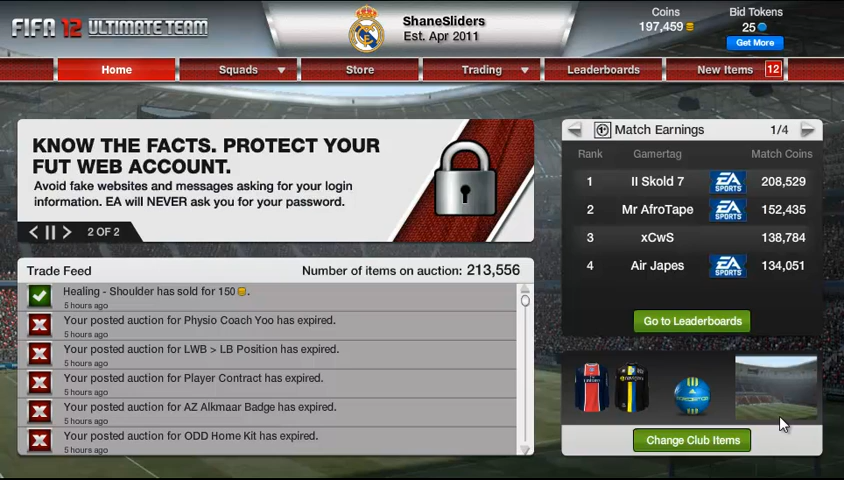 FIFA 12 ULTIMATE TEAM
ShaneSliders
Est. Apr 2011
Coins
197,459
Bid Tokens
25
Get More
Home
Squads
Store
Trading
Leaderboards
New Items 12
KNOW THE FACTS. PROTECT YOUR
FUT WEB ACCOUNT.
Avoid fake websites and messages asking for your login
information. EA will NEVER ask you for your password.
2 OF 2
Match Earnings 1/4
Rank Gamertag Match Coins
1 II Skold 7 EA SPORTS 208,529
2 Mr AfroTape EA SPORTS 152,435
3 xCwS 138,784
4 Air Japes EA SPORTS 134,051
Go to Leaderboards
Change Club Items
Trade Feed Number of items on auction: 213,556
Healing - Shoulder has sold for 150.
5 hours ago
Your posted auction for Physio Coach Yoo has expired.
5 hours ago
Your posted auction for LWB > LB Position has expired.
5 hours ago
Your posted auction for Player Contract has expired.
5 hours ago
Your posted auction for AZ Alkmaar Badge has expired.
5 hours ago
Your posted auction for ODD Home Kit has expired.
5 hours ago